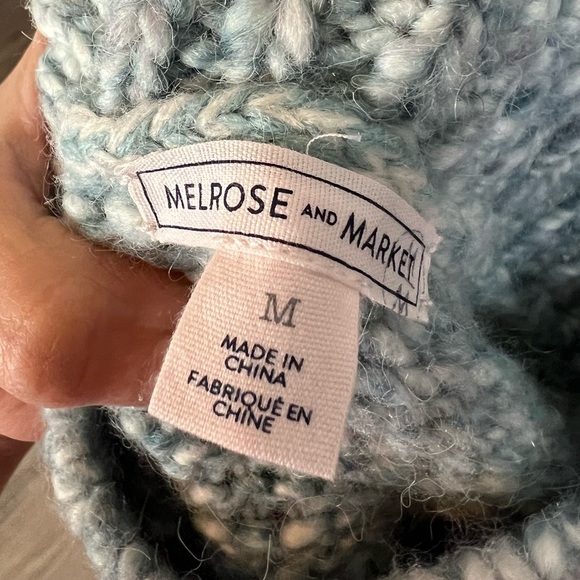 MELROSE AND MARKET
M
MADE IN
CHINA
FABRIQUÉ EN
CHINE